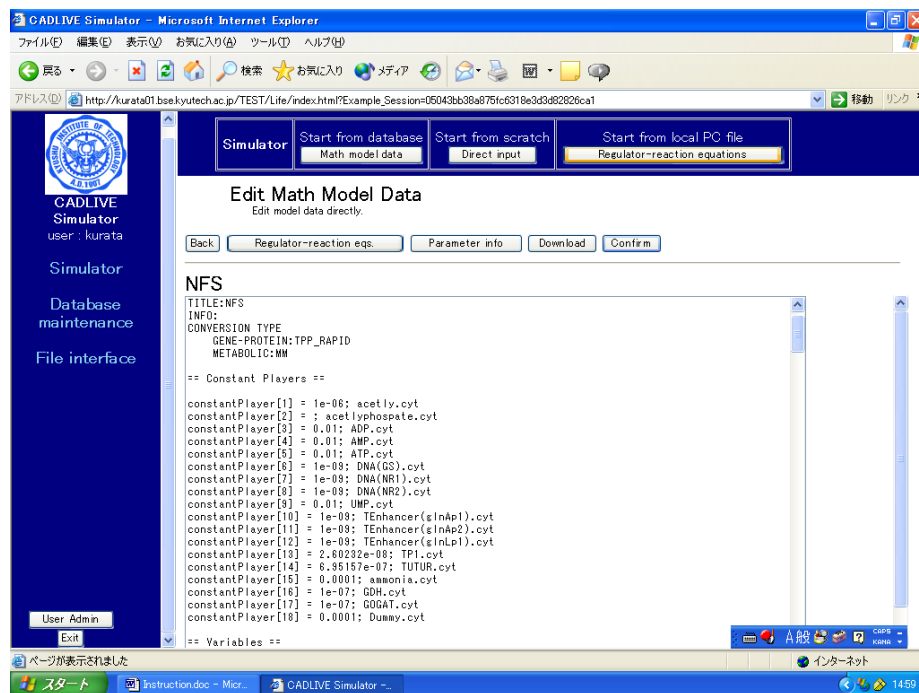 CADLIVE Simulator - Microsoft Internet Explorer
ファイル(F) 編集(E) 表示(V) お気に入り(A) ツール(T) ヘルプ(H)
戻る 検索 お気に入り メディア
アドレス(D) http://kurata01.bse.kyutech.ac.jp/TEST/Life/index.html?Example_Session=05043bb38a875fc6318e3d3d82826ca1 移動 リンク
KYUSHU INSTITUTE OF TECHNOLOGY
A.D.1907
CADLIVE
Simulator
user : kurata
Simulator
Database
maintenance
File interface
User Admin
Exit
Simulator
Start from database
Math model data
Start from scratch
Direct input
Start from local PC file
Regulator-reaction equations
Edit Math Model Data
Edit model data directly.
Back Regulator-reaction eqs. Parameter info Download Confirm
NFS
TITLE:NFS
INFO:
CONVERSION TYPE
GENE-PROTEIN:TPP_RAPID
METABOLIC:MM
== Constant Players ==
constantPlayer[1] = 1e-06; acetly.cyt
constantPlayer[2] = ; acetlyphospate.cyt
constantPlayer[3] = 0.01; ADP.cyt
constantPlayer[4] = 0.01; AMP.cyt
constantPlayer[5] = 0.01; ATP.cyt
constantPlayer[6] = 1e-09; DNA(GS).cyt
constantPlayer[7] = 1e-09; DNA(NR1).cyt
constantPlayer[8] = 1e-09; DNA(NR2).cyt
constantPlayer[9] = 0.01; UMP.cyt
constantPlayer[10] = 1e-09; TEnhancer(glnAp1).cyt
constantPlayer[11] = 1e-09; TEnhancer(glnAp2).cyt
constantPlayer[12] = 1e-09; TEnhancer(glnLp1).cyt
constantPlayer[13] = 2.60232e-08; TP1.cyt
constantPlayer[14] = 6.95157e-07; TUTUR.cyt
constantPlayer[15] = 0.0001; ammonia.cyt
constantPlayer[16] = 1e-07; GDH.cyt
constantPlayer[17] = 1e-07; GOGAT.cyt
constantPlayer[18] = 0.0001; Dummy.cyt
== Variables ==
A般 CAPS KANA
ページが表示されました インターネット
スタート Instruction.doc - Micr... CADLIVE Simulator -... 14:59